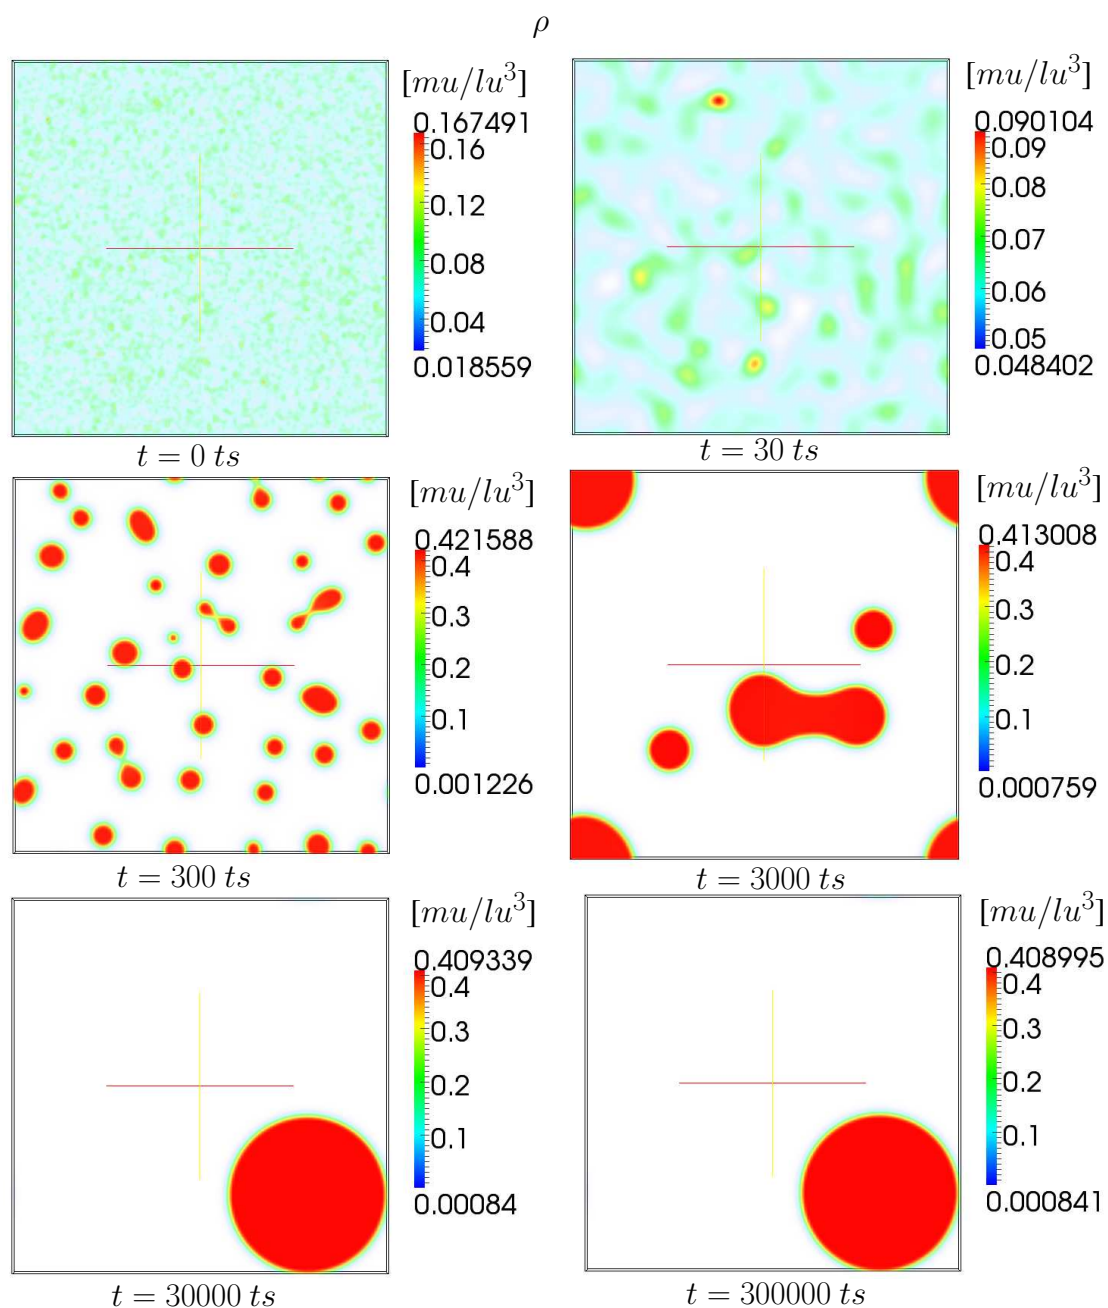 ρ
[mu/lu³]
0.167491
0.16
0.12
0.08
0.04
0.018559
t = 0 ts
[mu/lu³]
0.090104
0.09
0.08
0.07
0.06
0.05
0.048402
t = 30 ts
[mu/lu³]
0.421588
0.4
0.3
0.2
0.1
0.001226
t = 300 ts
[mu/lu³]
0.413008
0.4
0.3
0.2
0.1
0.000759
t = 3000 ts
[mu/lu³]
0.409339
0.4
0.3
0.2
0.1
0.00084
t = 30000 ts
[mu/lu³]
0.408995
0.4
0.3
0.2
0.1
0.000841
t = 300000 ts